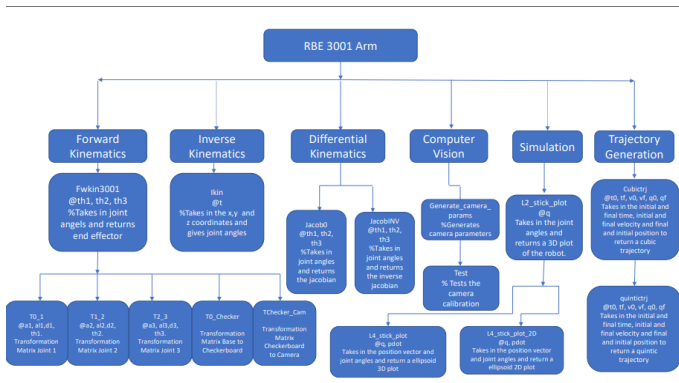 RBE 3001 Arm
Forward
Kinematics
Inverse
Kinematics
Differential
Kinematics
Computer
Vision
Simulation
Trajectory
Generation
Fwkin3001
@th1, th2, th3
%Takes in joint
angels and returns
end effector
Ikin
@t
%Takes in the x,y and
z coordinates and
gives joint angles
Jacob0
@th1, th2,
th3
%Takes in
joint angles
and returns
the jacobian
JacobINV
@th1, th2,
th3
%Takes in
joint angles
and returns
the inverse
jacobian
Generate_camera_
params
%Generates
camera parameters
Test
% Tests the
camera
calibration
L2_stick_plot
@q
Takes in the joint
angles and returns
a 3D plot
of the robot.
Cubictrj
@t0, tf, v0, vf, q0, qf
Takes in the initial and
final time, initial and
final velocity and final
and initial position to
return a cubic
trajectory
quintictrj
@t0, tf, v0, vf, q0, qf
Takes in the initial and
final time, initial and
final velocity and final
and initial position to
return a quintic
trajectory
T0_1
@a1, al1,d1,
th1.
Transformation
Matrix Joint 1
T1_2
@a2, al2,d2,
th2.
Transformation
Matrix Joint 2
T2_3
@a3, al3,d3,
th3.
Transformation
Matrix Joint 3
T0_Checker
Transformation
Matrix Base to
Checkerboard
TChecker_Cam
Transformation
Matrix
Checkerboard
to Camera
L4_stick_plot
@q, pdot
Takes in the position vector and
joint angles and return a ellipsoid
3D plot
L4_stick_plot_2D
@q, pdot
Takes in the position vector
and joint angles and return a
ellipsoid 2D plot